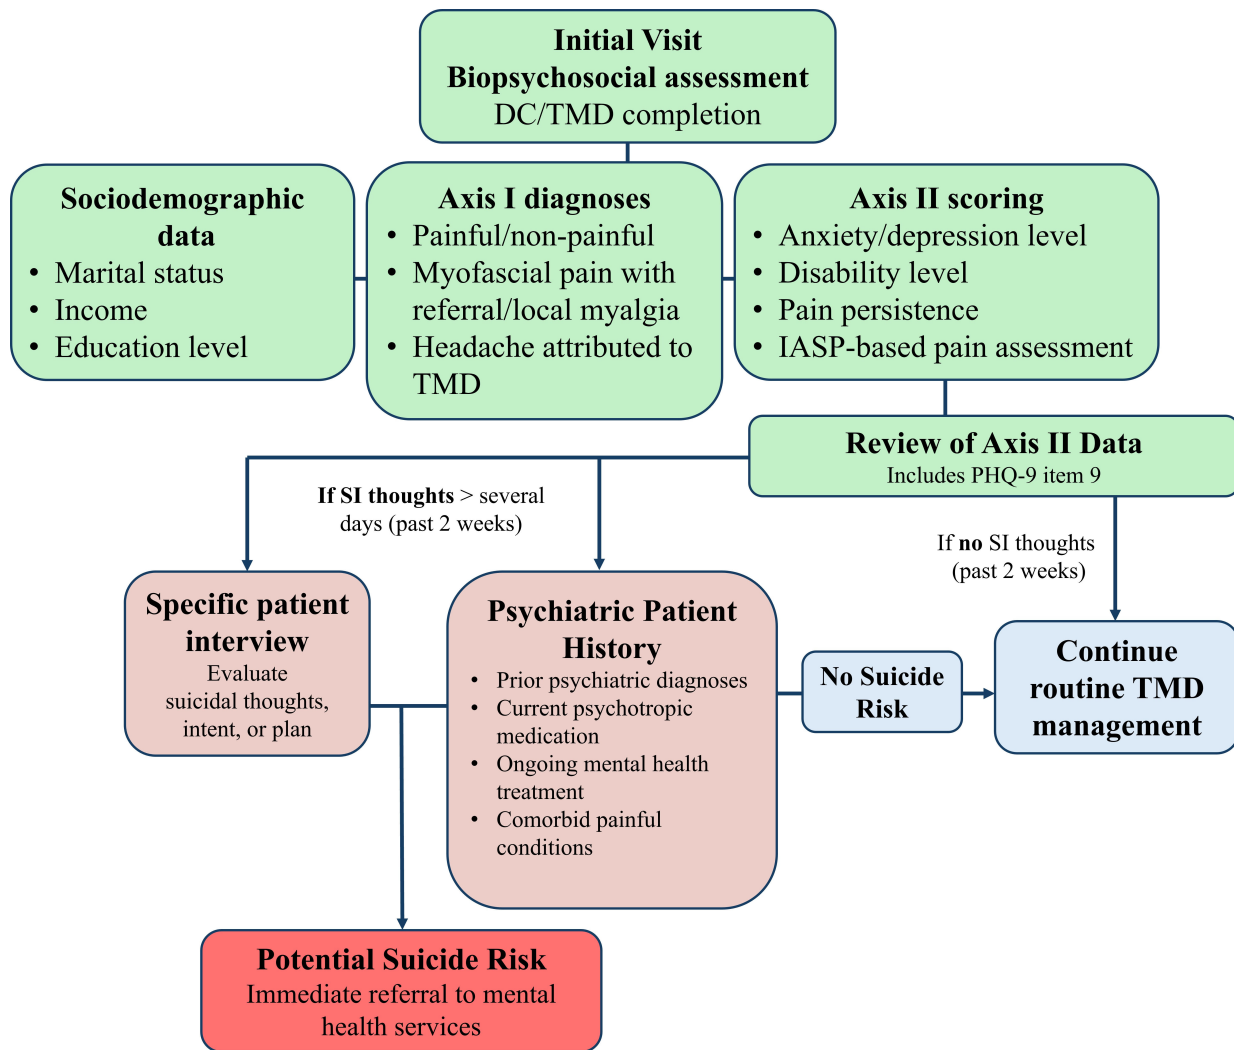 Initial Visit
Biopsychosocial assessment
DC/TMD completion
Sociodemographic
data
• Marital status
• Income
• Education level
Axis I diagnoses
• Painful/non-painful
• Myofascial pain with
referral/local myalgia
• Headache attributed to
TMD
Axis II scoring
• Anxiety/depression level
• Disability level
• Pain persistence
• IASP-based pain assessment
Review of Axis II Data
Includes PHQ-9 item 9
If SI thoughts > several
days (past 2 weeks)
If no SI thoughts
(past 2 weeks)
Specific patient
interview
Evaluate
suicidal thoughts,
intent, or plan
Psychiatric Patient
History
• Prior psychiatric diagnoses
• Current psychotropic
medication
• Ongoing mental health
treatment
• Comorbid painful
conditions
No Suicide
Risk
Continue
routine TMD
management
Potential Suicide Risk
Immediate referral to mental
health services